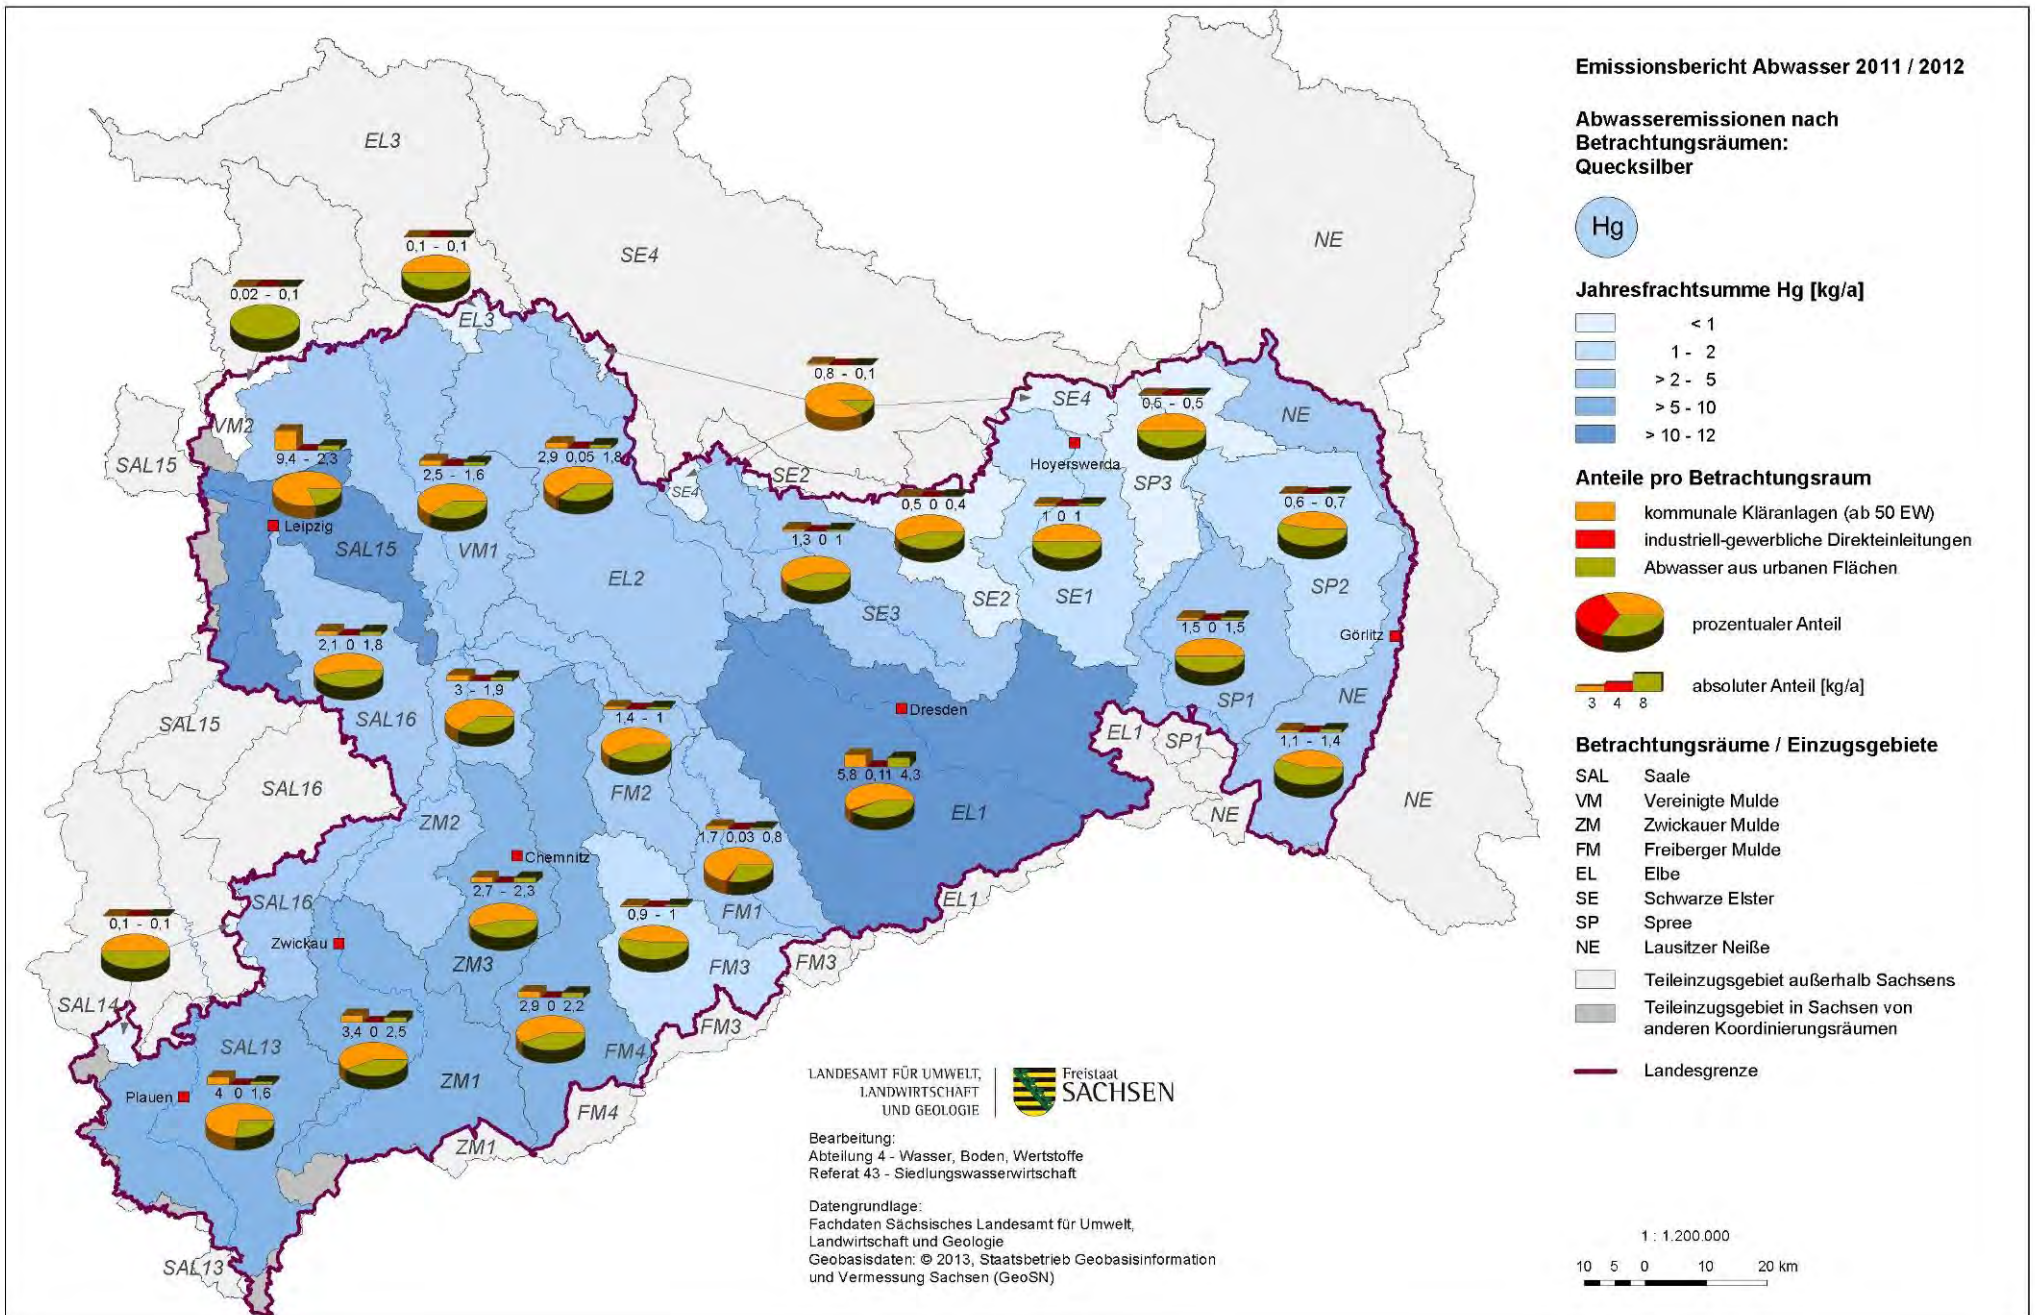 Emissionsbericht Abwasser 2011 / 2012
Abwasseremissionen nach
Betrachtungsräumen:
Quecksilber
Hg
Jahresfrachtsumme Hg [kg/a]
< 1
1 - 2
> 2 - 5
> 5 - 10
> 10 - 12
Anteile pro Betrachtungsraum
kommunale Kläranlagen (ab 50 EW)
industriell-gewerbliche Direkteinleitungen
Abwasser aus urbanen Flächen
prozentualer Anteil
absoluter Anteil [kg/a]
3 4 8
Betrachtungsräume / Einzugsgebiete
SAL Saale
VM Vereinigte Mulde
ZM Zwickauer Mulde
FM Freiberger Mulde
EL Elbe
SE Schwarze Elster
SP Spree
NE Lausitzer Neiße
Teileinzugsgebiet außerhalb Sachsens
Teileinzugsgebiet in Sachsen von
anderen Koordinierungsräumen
Landesgrenze
1 : 1.200.000
10 5 0 10 20 km
EL3
SE4
NE
0,1 - 0,1
0,02 - 0,1
EL3
0,8 - 0,1
SE4
0,5 - 0,5
NE
VM2
SAL15
9,4 - 2,3
2,5 - 1,6
2,9 0,05 1,8
SE4
SE2
Hoyerswerda
SP3
0,5 0 0,4
1 0 1
0,6 - 0,7
Leipzig
SAL15
VM1
EL2
1,3 0 1
SE3
SE2
SE1
SP2
Görlitz
2,1 0 1,8
SAL16
3 - 1,9
1,5 0 1,5
SP1
NE
SAL15
1,4 - 1
Dresden
EL1
SP1
1,1 - 1,4
SAL16
ZM2
FM2
5,8 0,11 4,3
EL1
NE
NE
1,7 0,03 0,8
Chemnitz
2,7 - 2,3
FM1
EL1
SAL16
0,9 - 1
0,1 - 0,1
Zwickau
ZM3
FM3
FM3
SAL14
2,9 0 2,2
FM3
3,4 0 2,5
SAL13
FM4
ZM1
Plauen
4 0 1,6
FM4
ZM1
SAL13
LANDESAMT FÜR UMWELT,
LANDWIRTSCHAFT
UND GEOLOGIE
Freistaat
SACHSEN
Bearbeitung:
Abteilung 4 - Wasser, Boden, Wertstoffe
Referat 43 - Siedlungswasserwirtschaft
Datengrundlage:
Fachdaten Sächsisches Landesamt für Umwelt,
Landwirtschaft und Geologie
Geobasisdaten: © 2013, Staatsbetrieb Geobasisinformation
und Vermessung Sachsen (GeoSN)